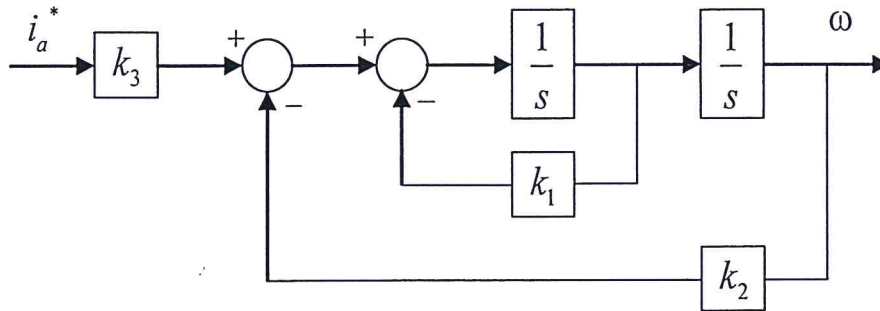 i_a^*
k_3
+
−
+
−
1/s
1/s
ω
k_1
k_2